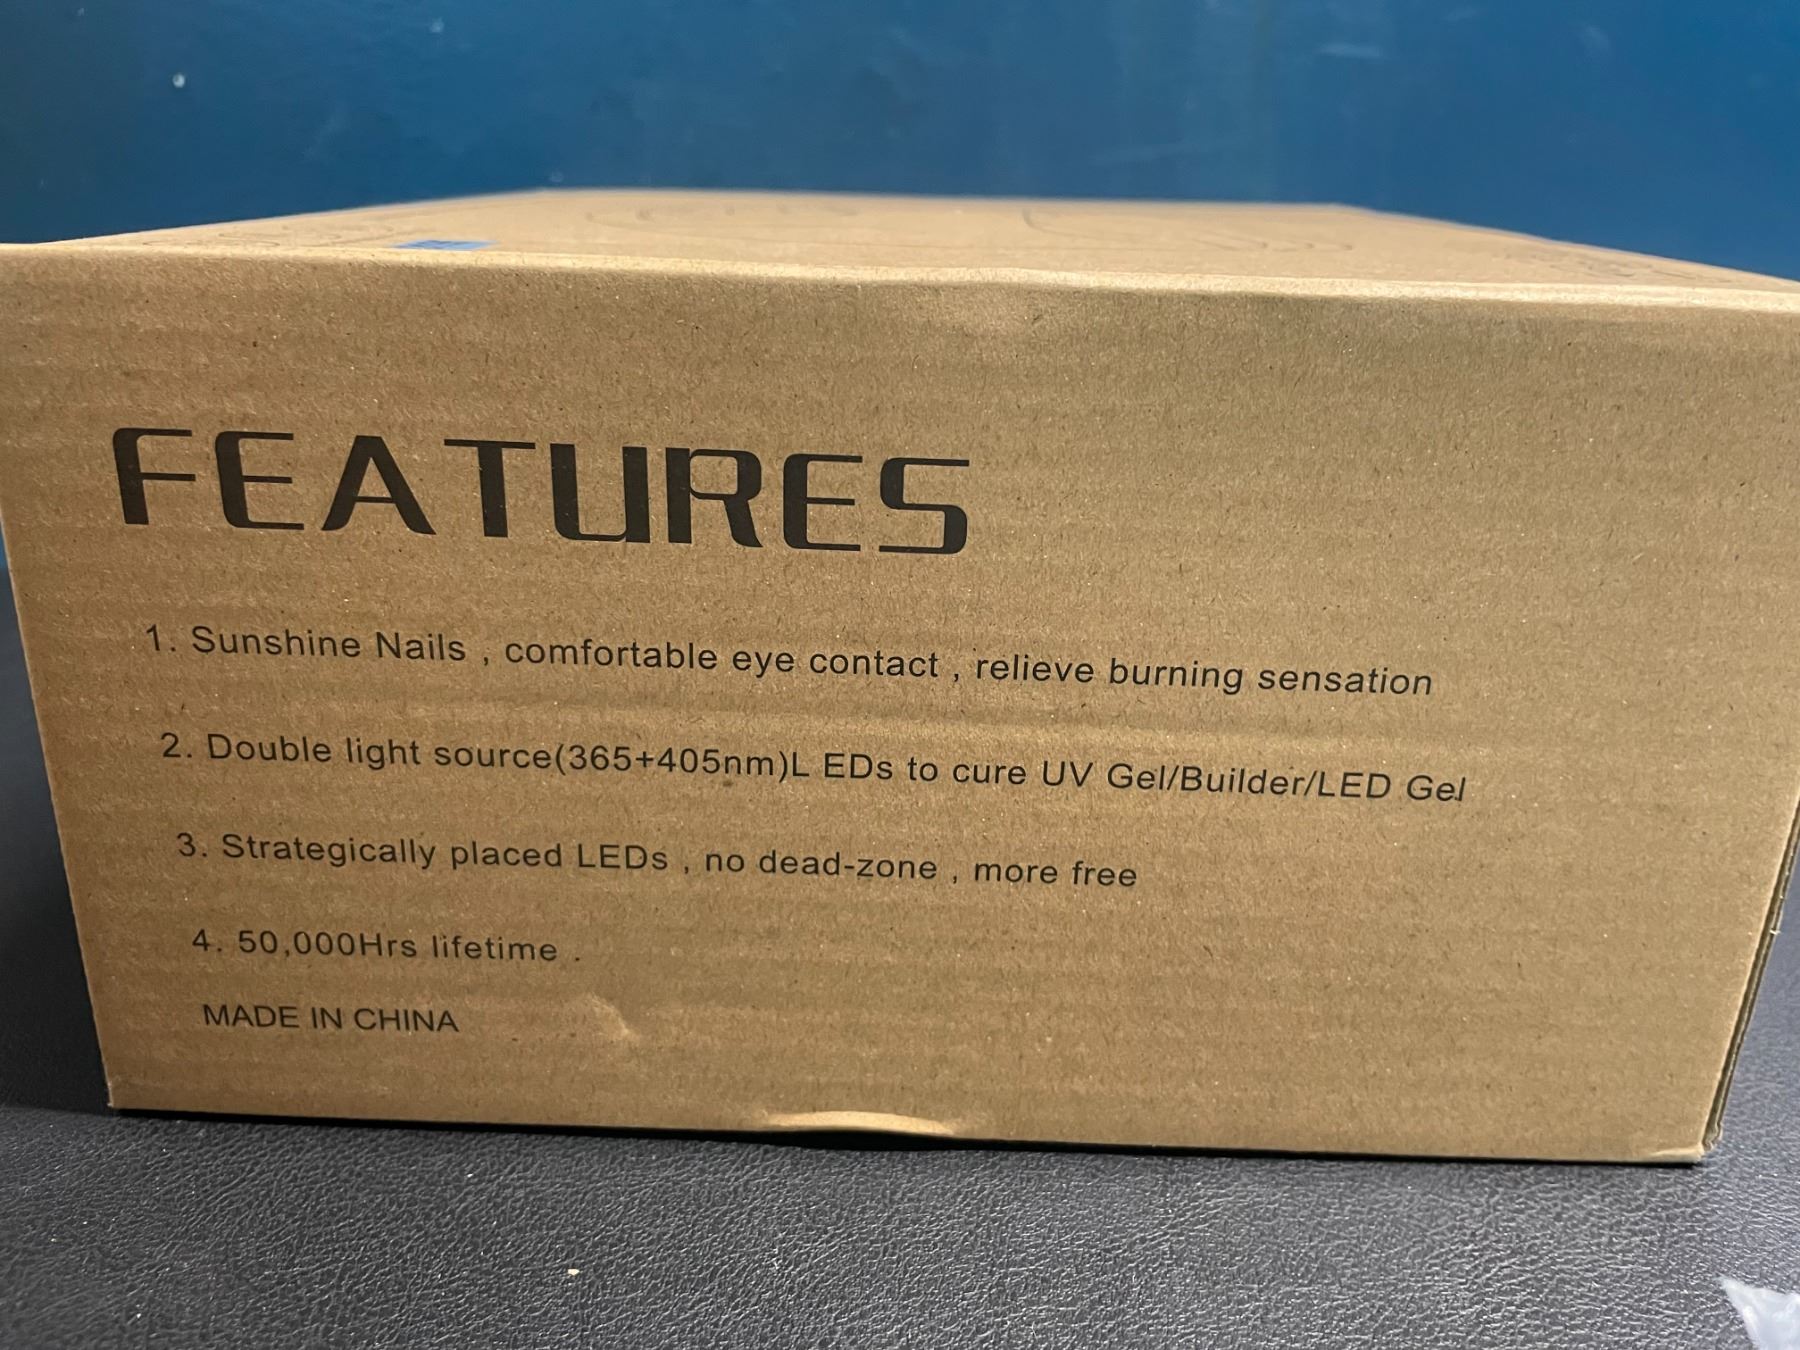 FEATURES
1. Sunshine Nails , comfortable eye contact , relieve burning sensation
2. Double light source(365+405nm)L EDs to cure UV Gel/Builder/LED Gel
3. Strategically placed LEDs , no dead-zone , more free
4. 50,000Hrs lifetime .
MADE IN CHINA